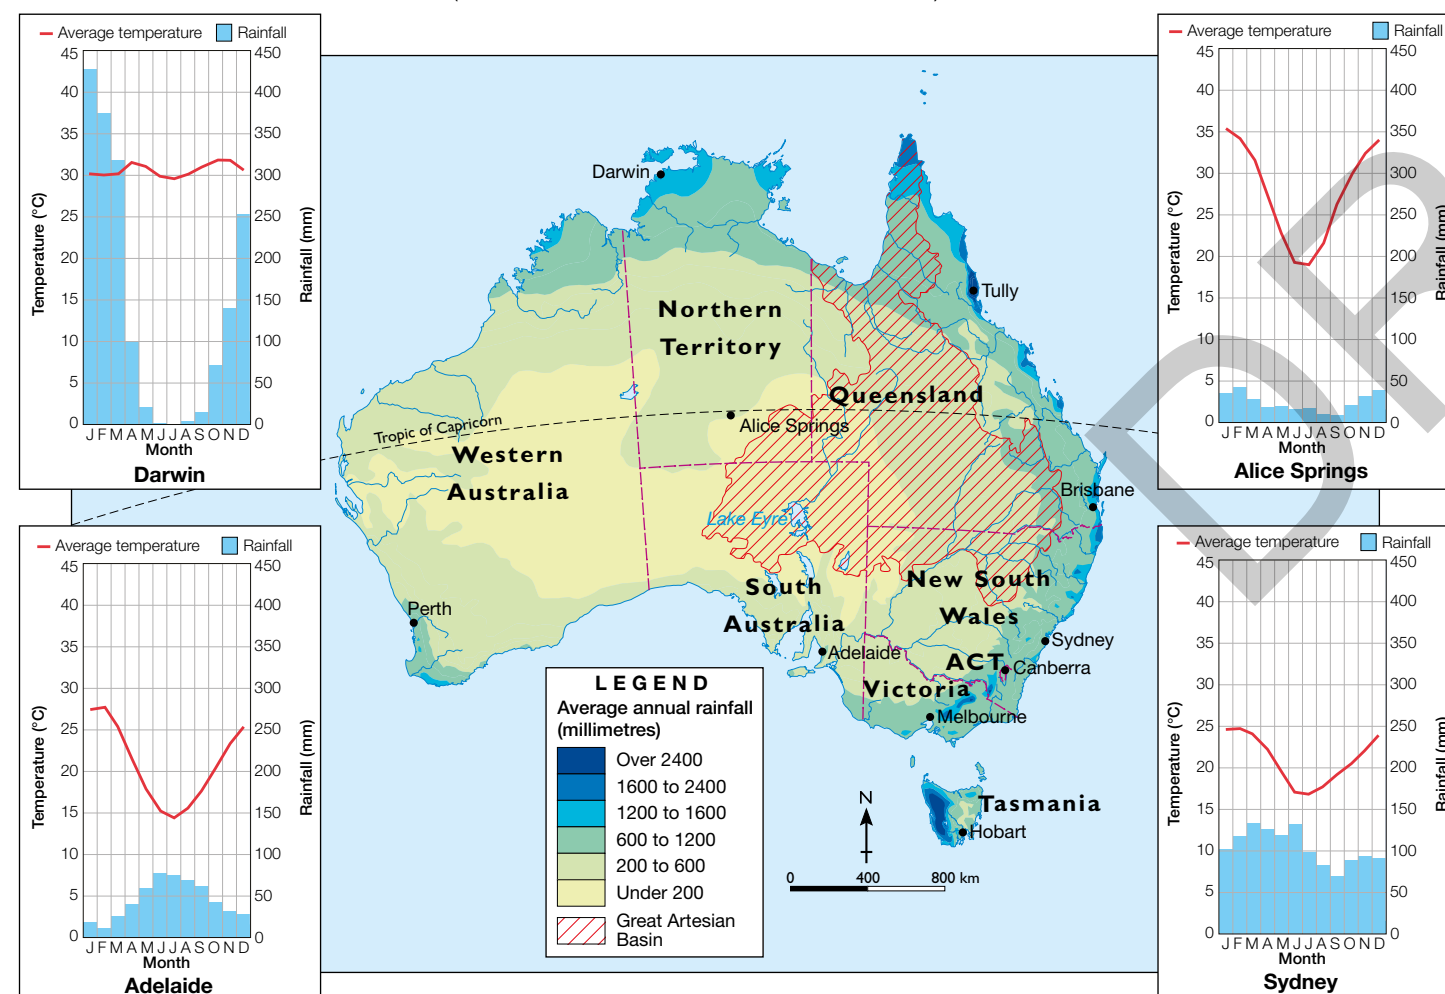 Average temperature Rainfall
45 450
40 400
35 350
30 300
25 250
20 200
15 150
10 100
5 50
0 0
Temperature (°C)
Rainfall (mm)
J F M A M J J A S O N D
Month
Darwin
Average temperature Rainfall
45 450
40 400
35 350
30 300
25 250
20 200
15 150
10 100
5 50
0 0
Temperature (°C)
Rainfall (mm)
J F M A M J J A S O N D
Month
Alice Springs
Darwin
Tully
Northern
Territory
Queensland
Tropic of Capricorn
Alice Springs
Western
Australia
Brisbane
Lake Eyre
South
Australia
New South
Wales
Perth
Sydney
Adelaide
ACT
Canberra
Victoria
Melbourne
Tasmania
Hobart
N
0 400 800 km
LEGEND
Average annual rainfall
(millimetres)
Over 2400
1600 to 2400
1200 to 1600
600 to 1200
200 to 600
Under 200
Great Artesian
Basin
Average temperature Rainfall
45 450
40 400
35 350
30 300
25 250
20 200
15 150
10 100
5 50
0 0
Temperature (°C)
Rainfall (mm)
J F M A M J J A S O N D
Month
Adelaide
Average temperature Rainfall
45 450
40 400
35 350
30 300
25 250
20 200
15 150
10 100
5 50
0 0
Temperature (°C)
Rainfall (mm)
J F M A M J J A S O N D
Month
Sydney